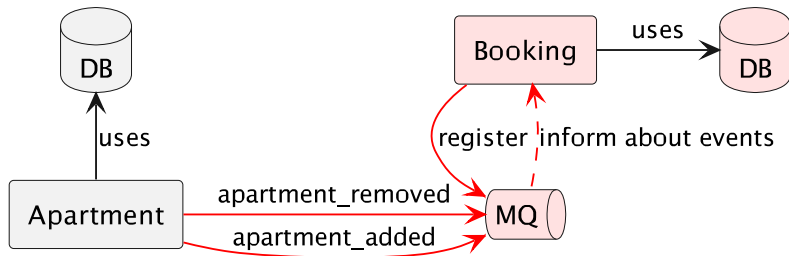 uses
Booking
DB
DB
uses
register
inform about events
apartment_removed
Apartment
MQ
apartment_added